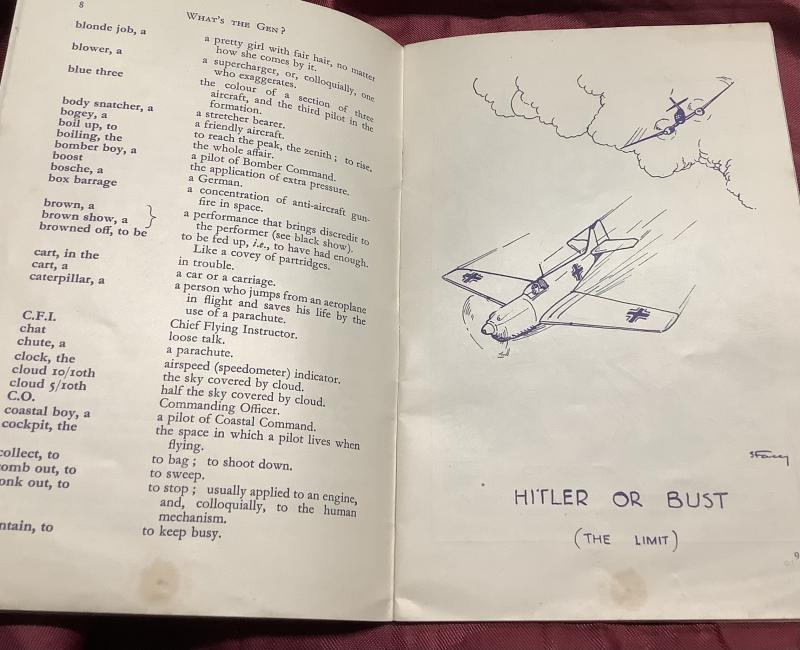 8
WHAT'S THE GEN?
blonde job, a a pretty girl with fair hair, no matter
how she comes by it.
blower, a a supercharger, or, colloquially, one
who exaggerates.
blue three the colour of a section of three
aircraft, and the third pilot in the
formation.
body snatcher, a a stretcher bearer.
bogey, a a friendly aircraft.
boil up, to to reach the peak, the zenith; to rise.
boiling, the the whole affair.
bomber boy, a a pilot of Bomber Command.
boost the application of extra pressure.
bosche, a a German.
box barrage a concentration of anti-aircraft gun-
fire in space.
brown, a a performance that brings discredit to
brown show, a } the performer (see black show).
browned off, to be to be fed up, i.e., to have had enough.
Like a covey of partridges.
cart, in the in trouble.
cart, a a car or a carriage.
caterpillar, a a person who jumps from an aeroplane
in flight and saves his life by the
use of a parachute.
C.F.I. Chief Flying Instructor.
chat loose talk.
chute, a a parachute.
clock, the airspeed (speedometer) indicator.
cloud 10/10th the sky covered by cloud.
cloud 5/10th half the sky covered by cloud.
C.O. Commanding Officer.
coastal boy, a a pilot of Coastal Command.
cockpit, the the space in which a pilot lives when
flying.
collect, to to bag; to shoot down.
omb out, to to sweep.
onk out, to to stop; usually applied to an engine,
and, colloquially, to the human
mechanism.
ntain, to to keep busy.
HITLER OR BUST
(THE LIMIT)
9